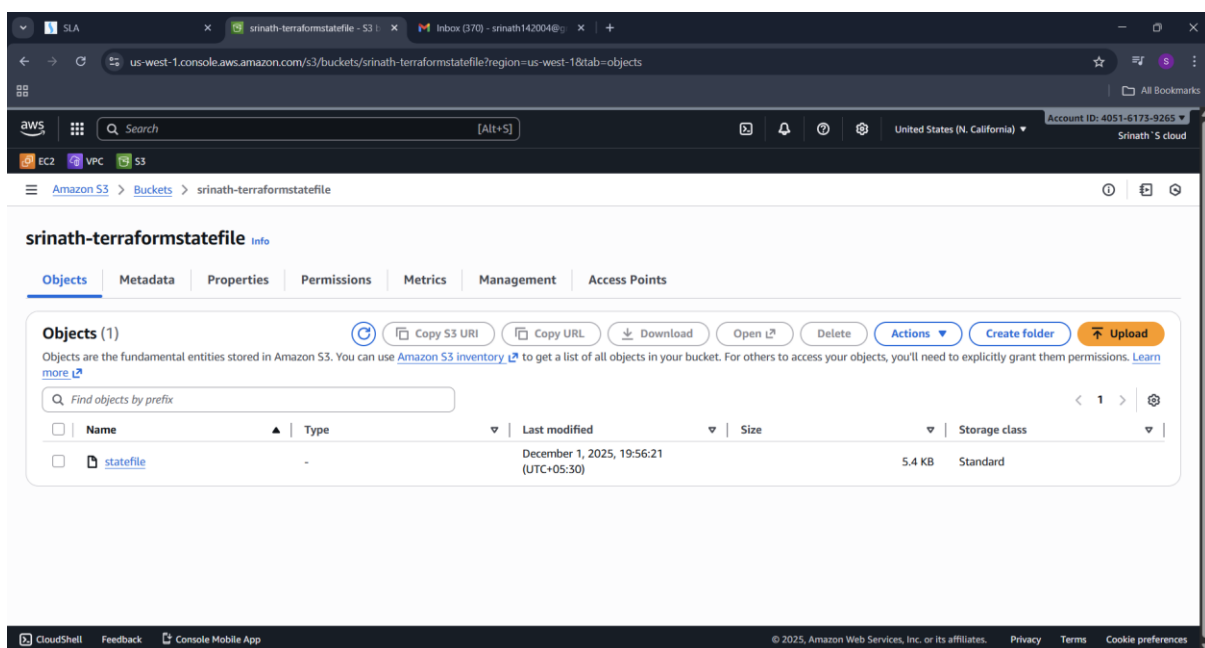 SLA
srinath-terraformstatefile - S3 b
Inbox (370) - srinath142004@g
us-west-1.console.aws.amazon.com/s3/buckets/srinath-terraformstatefile?region=us-west-1&tab=objects
S
All Bookmarks
aws
Search
[Alt+S]
United States (N. California)
Account ID: 4051-6173-9265
Srinath`S cloud
EC2 VPC S3
Amazon S3 > Buckets > srinath-terraformstatefile
srinath-terraformstatefile Info
Objects Metadata Properties Permissions Metrics Management Access Points
Objects (1) Copy S3 URI Copy URL Download Open Delete Actions Create folder Upload
Objects are the fundamental entities stored in Amazon S3. You can use Amazon S3 inventory to get a list of all objects in your bucket. For others to access your objects, you'll need to explicitly grant them permissions. Learn
more
Find objects by prefix
< 1 >
Name Type Last modified Size Storage class
statefile - December 1, 2025, 19:56:21 5.4 KB Standard
(UTC+05:30)
CloudShell Feedback Console Mobile App © 2025, Amazon Web Services, Inc. or its affiliates. Privacy Terms Cookie preferences